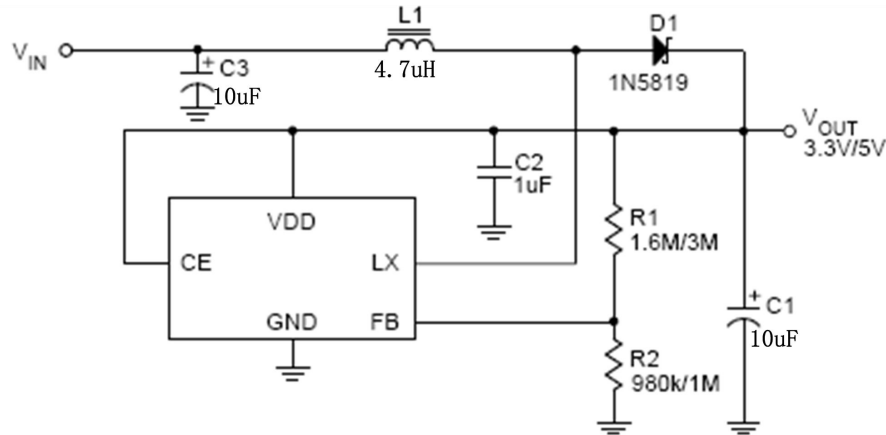 L1
4.7uH
D1
1N5819
VIN
C3
10uF
VOUT
3.3V/5V
C2
1uF
R1
1.6M/3M
VDD
CE
LX
GND
FB
R2
980k/1M
C1
10uF
+
+